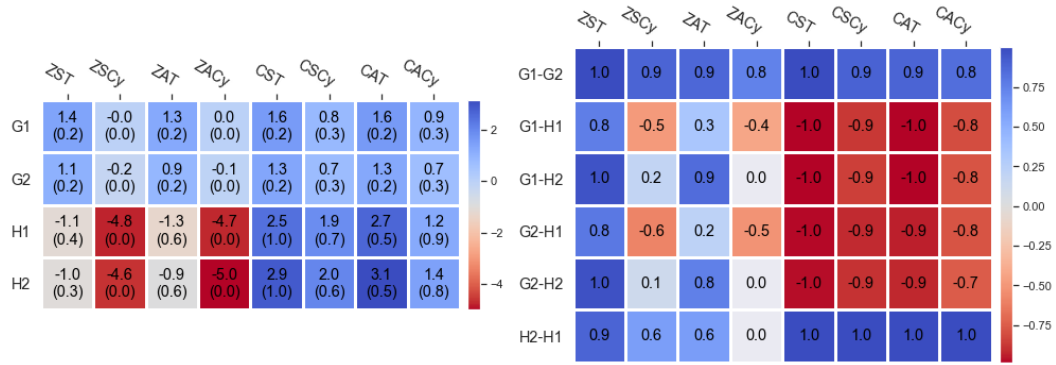 ZST ZSCy ZAT ZACy CST CSCy CAT CACy
G1 1.4 -0.0 1.3 0.0 1.6 0.8 1.6 0.9
(0.2) (0.0) (0.2) (0.0) (0.2) (0.3) (0.2) (0.3)
G2 1.1 -0.2 0.9 -0.1 1.3 0.7 1.3 0.7
(0.2) (0.0) (0.2) (0.0) (0.2) (0.3) (0.2) (0.3)
H1 -1.1 -4.8 -1.3 -4.7 2.5 1.9 2.7 1.2
(0.4) (0.0) (0.6) (0.0) (1.0) (0.7) (0.5) (0.9)
H2 -1.0 -4.6 -0.9 -5.0 2.9 2.0 3.1 1.4
(0.3) (0.0) (0.6) (0.0) (1.0) (0.6) (0.5) (0.8)
2
0
-2
-4
ZST ZSCy ZAT ZACy CST CSCy CAT CACy
G1-G2 1.0 0.9 0.9 0.8 1.0 0.9 0.9 0.8
G1-H1 0.8 -0.5 0.3 -0.4 -1.0 -0.9 -1.0 -0.8
G1-H2 1.0 0.2 0.9 0.0 -1.0 -0.9 -1.0 -0.8
G2-H1 0.8 -0.6 0.2 -0.5 -1.0 -0.9 -0.9 -0.8
G2-H2 1.0 0.1 0.8 0.0 -1.0 -0.9 -0.9 -0.7
H2-H1 0.9 0.6 0.6 0.0 1.0 1.0 1.0 1.0
0.75
0.50
0.25
0.00
-0.25
-0.50
-0.75